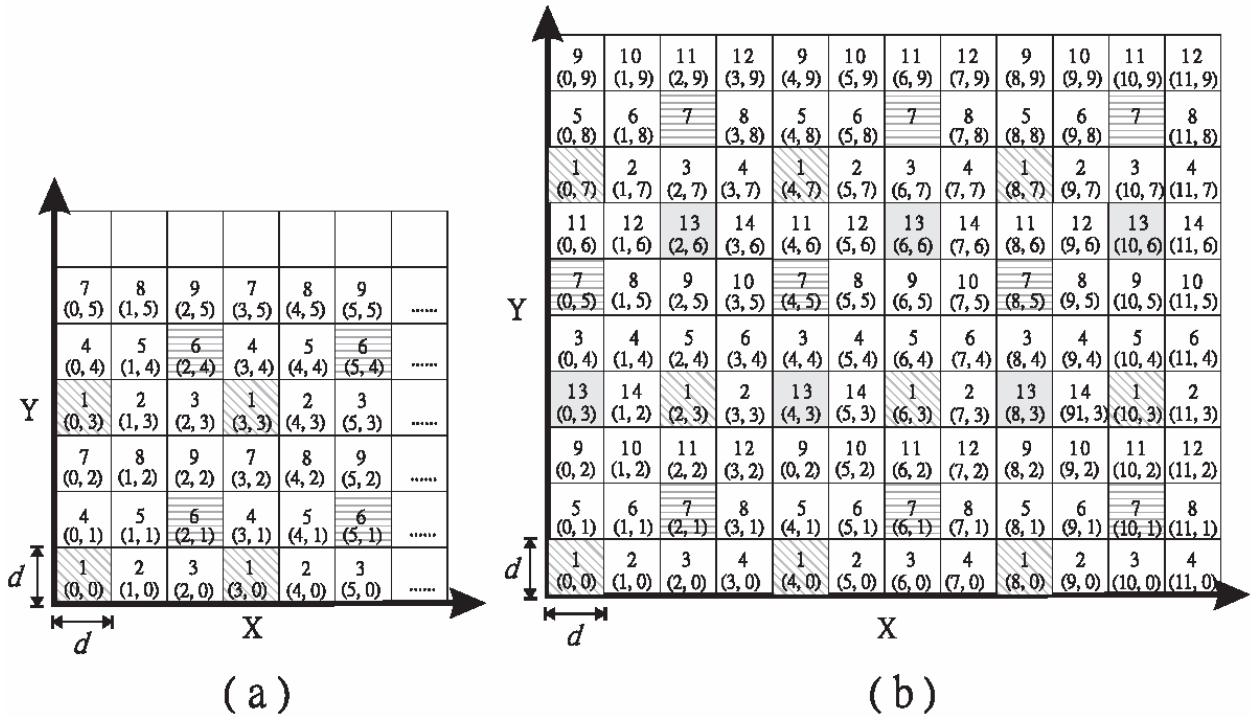 7 8 9 7 8 9
(0, 5) (1, 5) (2, 5) (3, 5) (4, 5) (5, 5) ......
4 5 6 4 5 6
(0, 4) (1, 4) (2, 4) (3, 4) (4, 4) (5, 4) ......
Y
1 2 3 1 2 3
(0, 3) (1, 3) (2, 3) (3, 3) (4, 3) (5, 3)
7 8 9 7 8 9
(0, 2) (1, 2) (2, 2) (3, 2) (4, 2) (5, 2) ......
4 5 6 4 5 6
(0, 1) (1, 1) (2, 1) (3, 1) (4, 1) (5, 1) ......
d
1 2 3 1 2 3
(0, 0) (1, 0) (2, 0) (3, 0) (4, 0) (5, 0) ......
d
X
( a )
9 10 11 12 9 10 11 12 9 10 11 12
(0, 9) (1, 9) (2, 9) (3, 9) (4, 9) (5, 9) (6, 9) (7, 9) (8, 9) (9, 9) (10, 9) (11, 9)
5 6 7 8 5 6 7 8 5 6 7 8
(0, 8) (1, 8) (3, 8) (4, 8) (5, 8) (7, 8) (8, 8) (9, 8) (11, 8)
1 2 3 4 1 2 3 4 1 2 3 4
(0, 7) (1, 7) (2, 7) (3, 7) (4, 7) (5, 7) (6, 7) (7, 7) (8, 7) (9, 7) (10, 7) (11, 7)
11 12 13 14 11 12 13 14 11 12 13 14
(0, 6) (1, 6) (2, 6) (3, 6) (4, 6) (5, 6) (6, 6) (7, 6) (8, 6) (9, 6) (10, 6) (11, 6)
Y
7 8 9 10 7 8 9 10 7 8 9 10
(0, 5) (1, 5) (2, 5) (3, 5) (4, 5) (5, 5) (6, 5) (7, 5) (8, 5) (9, 5) (10, 5) (11, 5)
3 4 5 6 3 4 5 6 3 4 5 6
(0, 4) (1, 4) (2, 4) (3, 4) (4, 4) (5, 4) (6, 4) (7, 4) (8, 4) (9, 4) (10, 4) (11, 4)
13 14 1 2 13 14 1 2 13 14 1 2
(0, 3) (1, 2) (2, 3) (3, 3) (4, 3) (5, 3) (6, 3) (7, 3) (8, 3) (91, 3) (10, 3) (11, 3)
9 10 11 12 9 10 11 12 9 10 11 12
(0, 2) (1, 2) (2, 2) (3, 2) (0, 2) (5, 2) (6, 2) (7, 2) (8, 2) (9, 2) (10, 2) (11, 2)
5 6 7 8 5 6 7 8 5 6 7 8
(0, 1) (1, 1) (2, 1) (3, 1) (4, 1) (5, 1) (6, 1) (7, 1) (8, 1) (9, 1) (10, 1) (11, 1)
d
1 2 3 4 1 2 3 4 1 2 3 4
(0, 0) (1, 0) (2, 0) (3, 0) (4, 0) (5, 0) (6, 0) (7, 0) (8, 0) (9, 0) (10, 0) (11, 0)
d
X
( b )